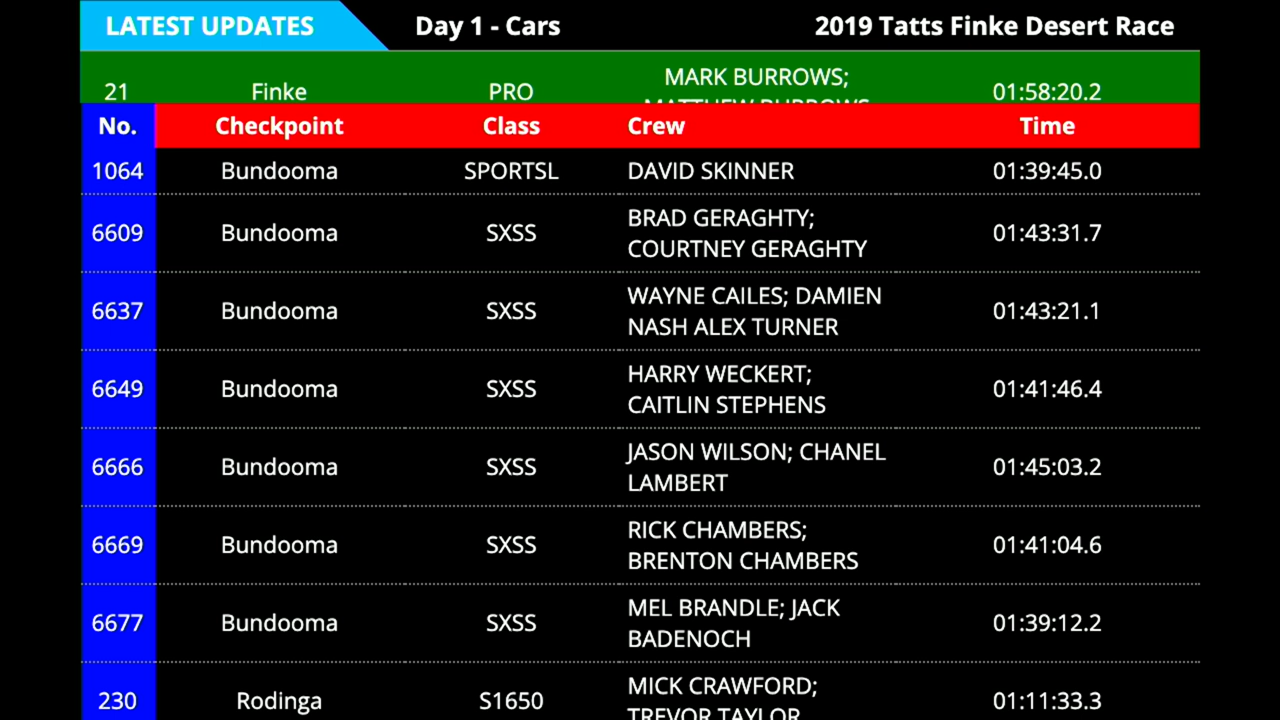 LATEST UPDATES Day 1 - Cars 2019 Tatts Finke Desert Race
21 Finke PRO MARK BURROWS; 01:58:20.2
MATTHEW BURROWS
No. Checkpoint Class Crew Time
1064 Bundooma SPORTSL DAVID SKINNER 01:39:45.0
6609 Bundooma SXSS BRAD GERAGHTY; 01:43:31.7
COURTNEY GERAGHTY
6637 Bundooma SXSS WAYNE CAILES; DAMIEN 01:43:21.1
NASH ALEX TURNER
6649 Bundooma SXSS HARRY WECKERT; 01:41:46.4
CAITLIN STEPHENS
6666 Bundooma SXSS JASON WILSON; CHANEL 01:45:03.2
LAMBERT
6669 Bundooma SXSS RICK CHAMBERS; 01:41:04.6
BRENTON CHAMBERS
6677 Bundooma SXSS MEL BRANDLE; JACK 01:39:12.2
BADENOCH
230 Rodinga S1650 MICK CRAWFORD; 01:11:33.3
TREVOR TAYLOR